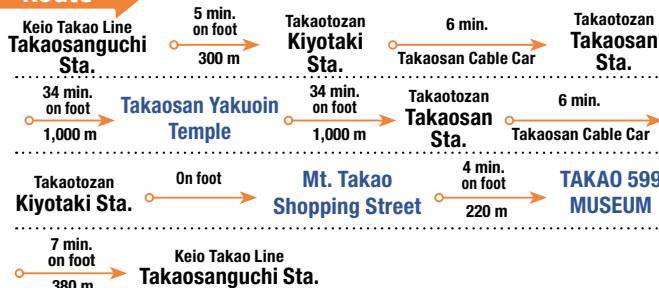 Route
Keio Takao Line
Takaosanguchi
Sta.
5 min.
on foot
300 m
Takaotozan
Kiyotaki
Sta.
6 min.
Takaosan Cable Car
Takaotozan
Takaosan
Sta.
34 min.
on foot
1,000 m
Takaosan Yakuoin
Temple
34 min.
on foot
1,000 m
Takaotozan
Takaosan
Sta.
6 min.
Takaosan Cable Car
Takaotozan
Kiyotaki Sta.
On foot
Mt. Takao
Shopping Street
4 min.
on foot
220 m
TAKAO 599
MUSEUM
7 min.
on foot
380 m
Keio Takao Line
Takaosanguchi Sta.